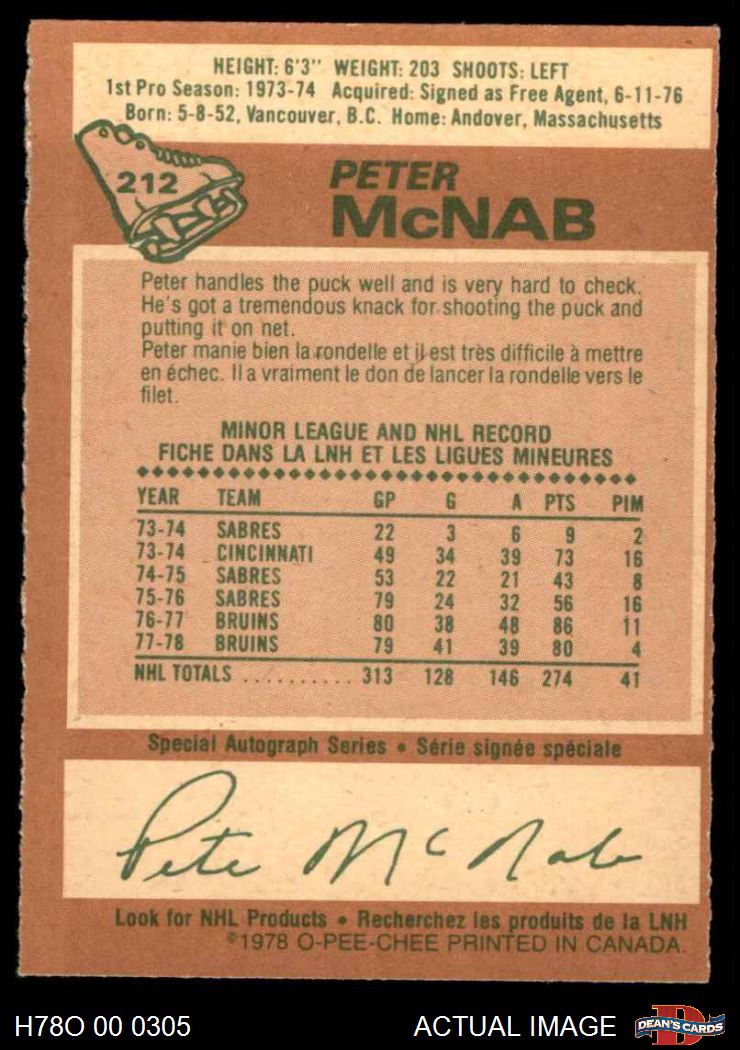 HEIGHT: 6'3'' WEIGHT: 203 SHOOTS: LEFT
1st Pro Season: 1973-74 Acquired: Signed as Free Agent, 6-11-76
Born: 5-8-52, Vancouver, B.C. Home: Andover, Massachusetts
212
PETER
McNAB
Peter handles the puck well and is very hard to check.
He's got a tremendous knack for shooting the puck and
putting it on net.
Peter manie bien la rondelle et il est très difficile à mettre
en échec. Il a vraiment le don de lancer la rondelle vers le
filet.
MINOR LEAGUE AND NHL RECORD
FICHE DANS LA LNH ET LES LIGUES MINEURES
YEAR TEAM GP G A PTS PIM
73-74 SABRES 22 3 6 9 2
73-74 CINCINNATI 49 34 39 73 16
74-75 SABRES 53 22 21 43 8
75-76 SABRES 79 24 32 56 16
76-77 BRUINS 80 38 48 86 11
77-78 BRUINS 79 41 39 80 4
NHL TOTALS .......... 313 128 146 274 41
Special Autograph Series • Série signée spéciale
Pete McNab
Look for NHL Products • Recherchez les produits de la LNH
©1978 O-PEE-CHEE PRINTED IN CANADA.
H78O 00 0305 ACTUAL IMAGE D DEAN'S CARDS